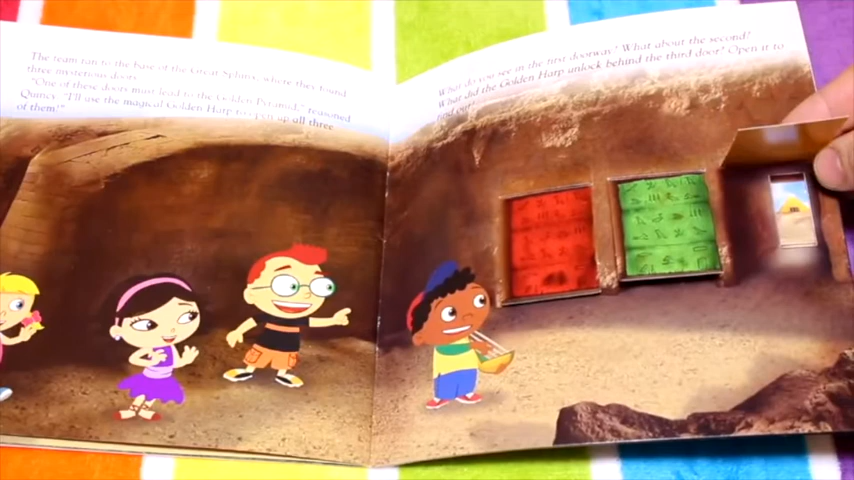 The team ran to the base of the Great Sphinx, where they found
three mysterious doors.
"One of these doors must lead to the Golden Pyramid," reasoned
Quincy. "I'll use the magical Golden Harp to open up all three
of them!"
What do you see in the first doorway? What about the second?
What did the Golden Harp unlock behind the third door? Open it to
find out!